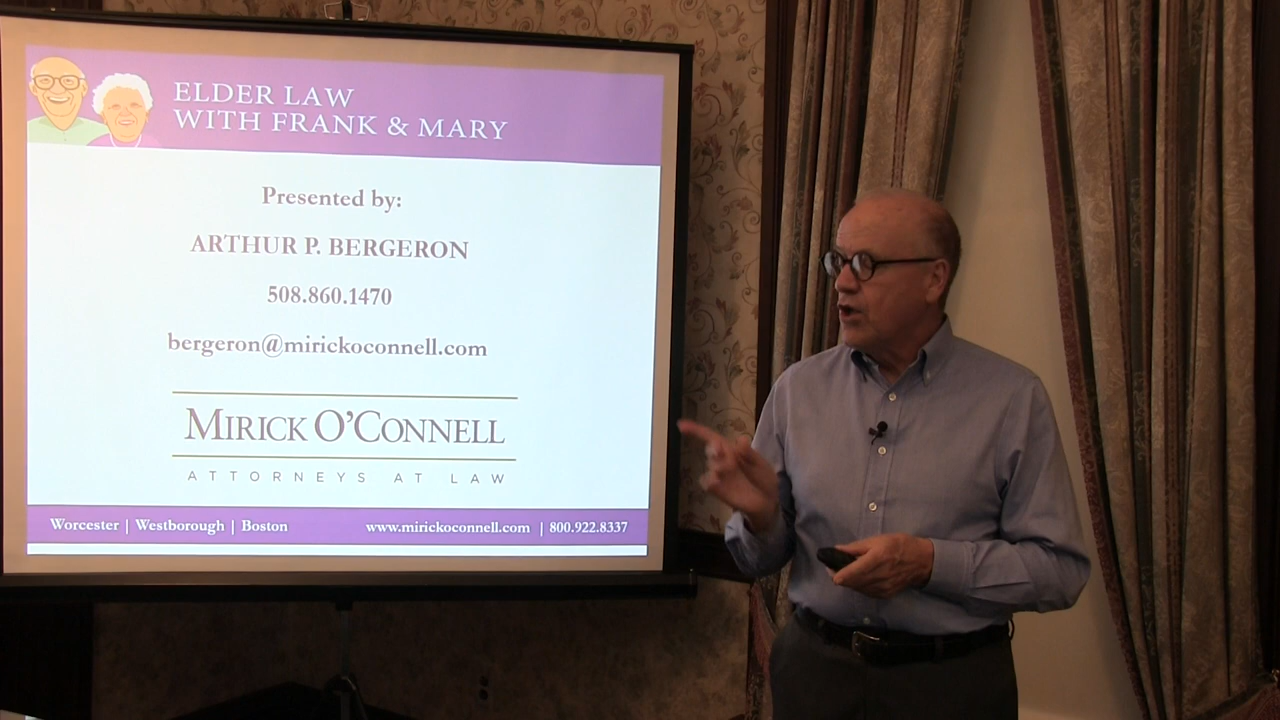 ELDER LAW
WITH FRANK & MARY
Presented by:
ARTHUR P. BERGERON
508.860.1470
bergeron@mirickoconnell.com
MIRICK O'CONNELL
ATTORNEYS AT LAW
Worcester | Westborough | Boston www.mirickoconnell.com | 800.922.8337